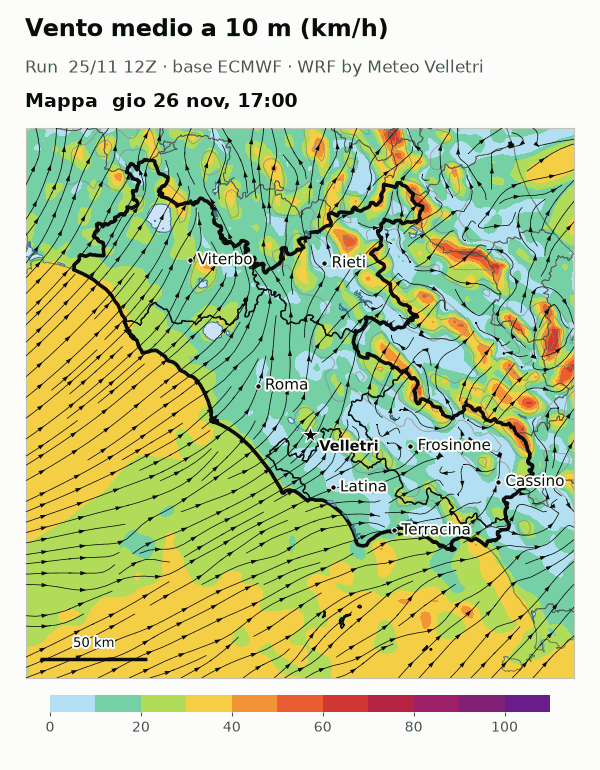 Vento medio a 10 m (km/h)
Run  25/11 12Z · base ECMWF · WRF by Meteo Velletri
Mappa  gio 26 nov, 17:00
Viterbo
Rieti
Roma
Velletri
Frosinone
Latina
Cassino
Terracina
50 km
0 20 40 60 80 100